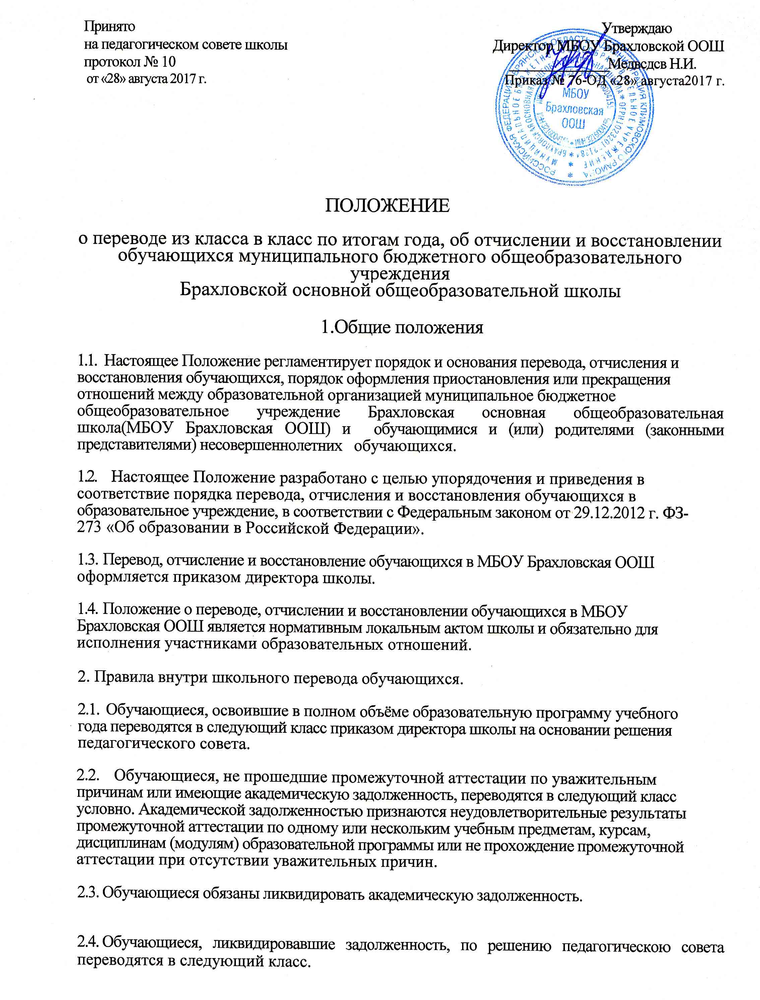 Принято
на педагогическом совете школы
протокол № 10
от «28» августа 2017 г.
Утверждаю
Директор МБОУ Брахловской ООШ
Медвсдсв Н.И.
Приказ № 76-ОД «28» августа2017 г.
МБОУ
Брахловская
ООШ
ПОЛОЖЕНИЕ
о переводе из класса в класс по итогам года, об отчислении и восстановлении
обучающихся муниципального бюджетного общеобразовательного
учреждения
Брахловской основной общеобразовательной школы
1.Общие положения
1.1. Настоящее Положение регламентирует порядок и основания перевода, отчисления и
восстановления обучающихся, порядок оформления приостановления или прекращения
отношений между образовательной организацией муниципальное бюджетное
общеобразовательное учреждение Брахловская основная общеобразовательная
школа(МБОУ Брахловская ООШ) и обучающимися и (или) родителями (законными
представителями) несовершеннолетних обучающихся.
1.2. Настоящее Положение разработано с целью упорядочения и приведения в
соответствие порядка перевода, отчисления и восстановления обучающихся в
образовательное учреждение, в соответствии с Федеральным законом от 29.12.2012 г. ФЗ-
273 «Об образовании в Российской Федерации».
1.3. Перевод, отчисление и восстановление обучающихся в МБОУ Брахловская ООШ
оформляется приказом директора школы.
1.4. Положение о переводе, отчислении и восстановлении обучающихся в МБОУ
Брахловская ООШ является нормативным локальным актом школы и обязательно для
исполнения участниками образовательных отношений.
2. Правила внутри школьного перевода обучающихся.
2.1. Обучающиеся, освоившие в полном объёме образовательную программу учебного
года переводятся в следующий класс приказом директора школы на основании решения
педагогического совета.
2.2. Обучающиеся, не прошедшие промежуточной аттестации по уважительным
причинам или имеющие академическую задолженность, переводятся в следующий класс
условно. Академической задолженностью признаются неудовлетворительные результаты
промежуточной аттестации по одному или нескольким учебным предметам, курсам,
дисциплинам (модулям) образовательной программы или не прохождение промежуточной
аттестации при отсутствии уважительных причин.
2.3. Обучающиеся обязаны ликвидировать академическую задолженность.
2.4. Обучающиеся, ликвидировавшие задолженность, по решению педагогическою совета
переводятся в следующий класс.